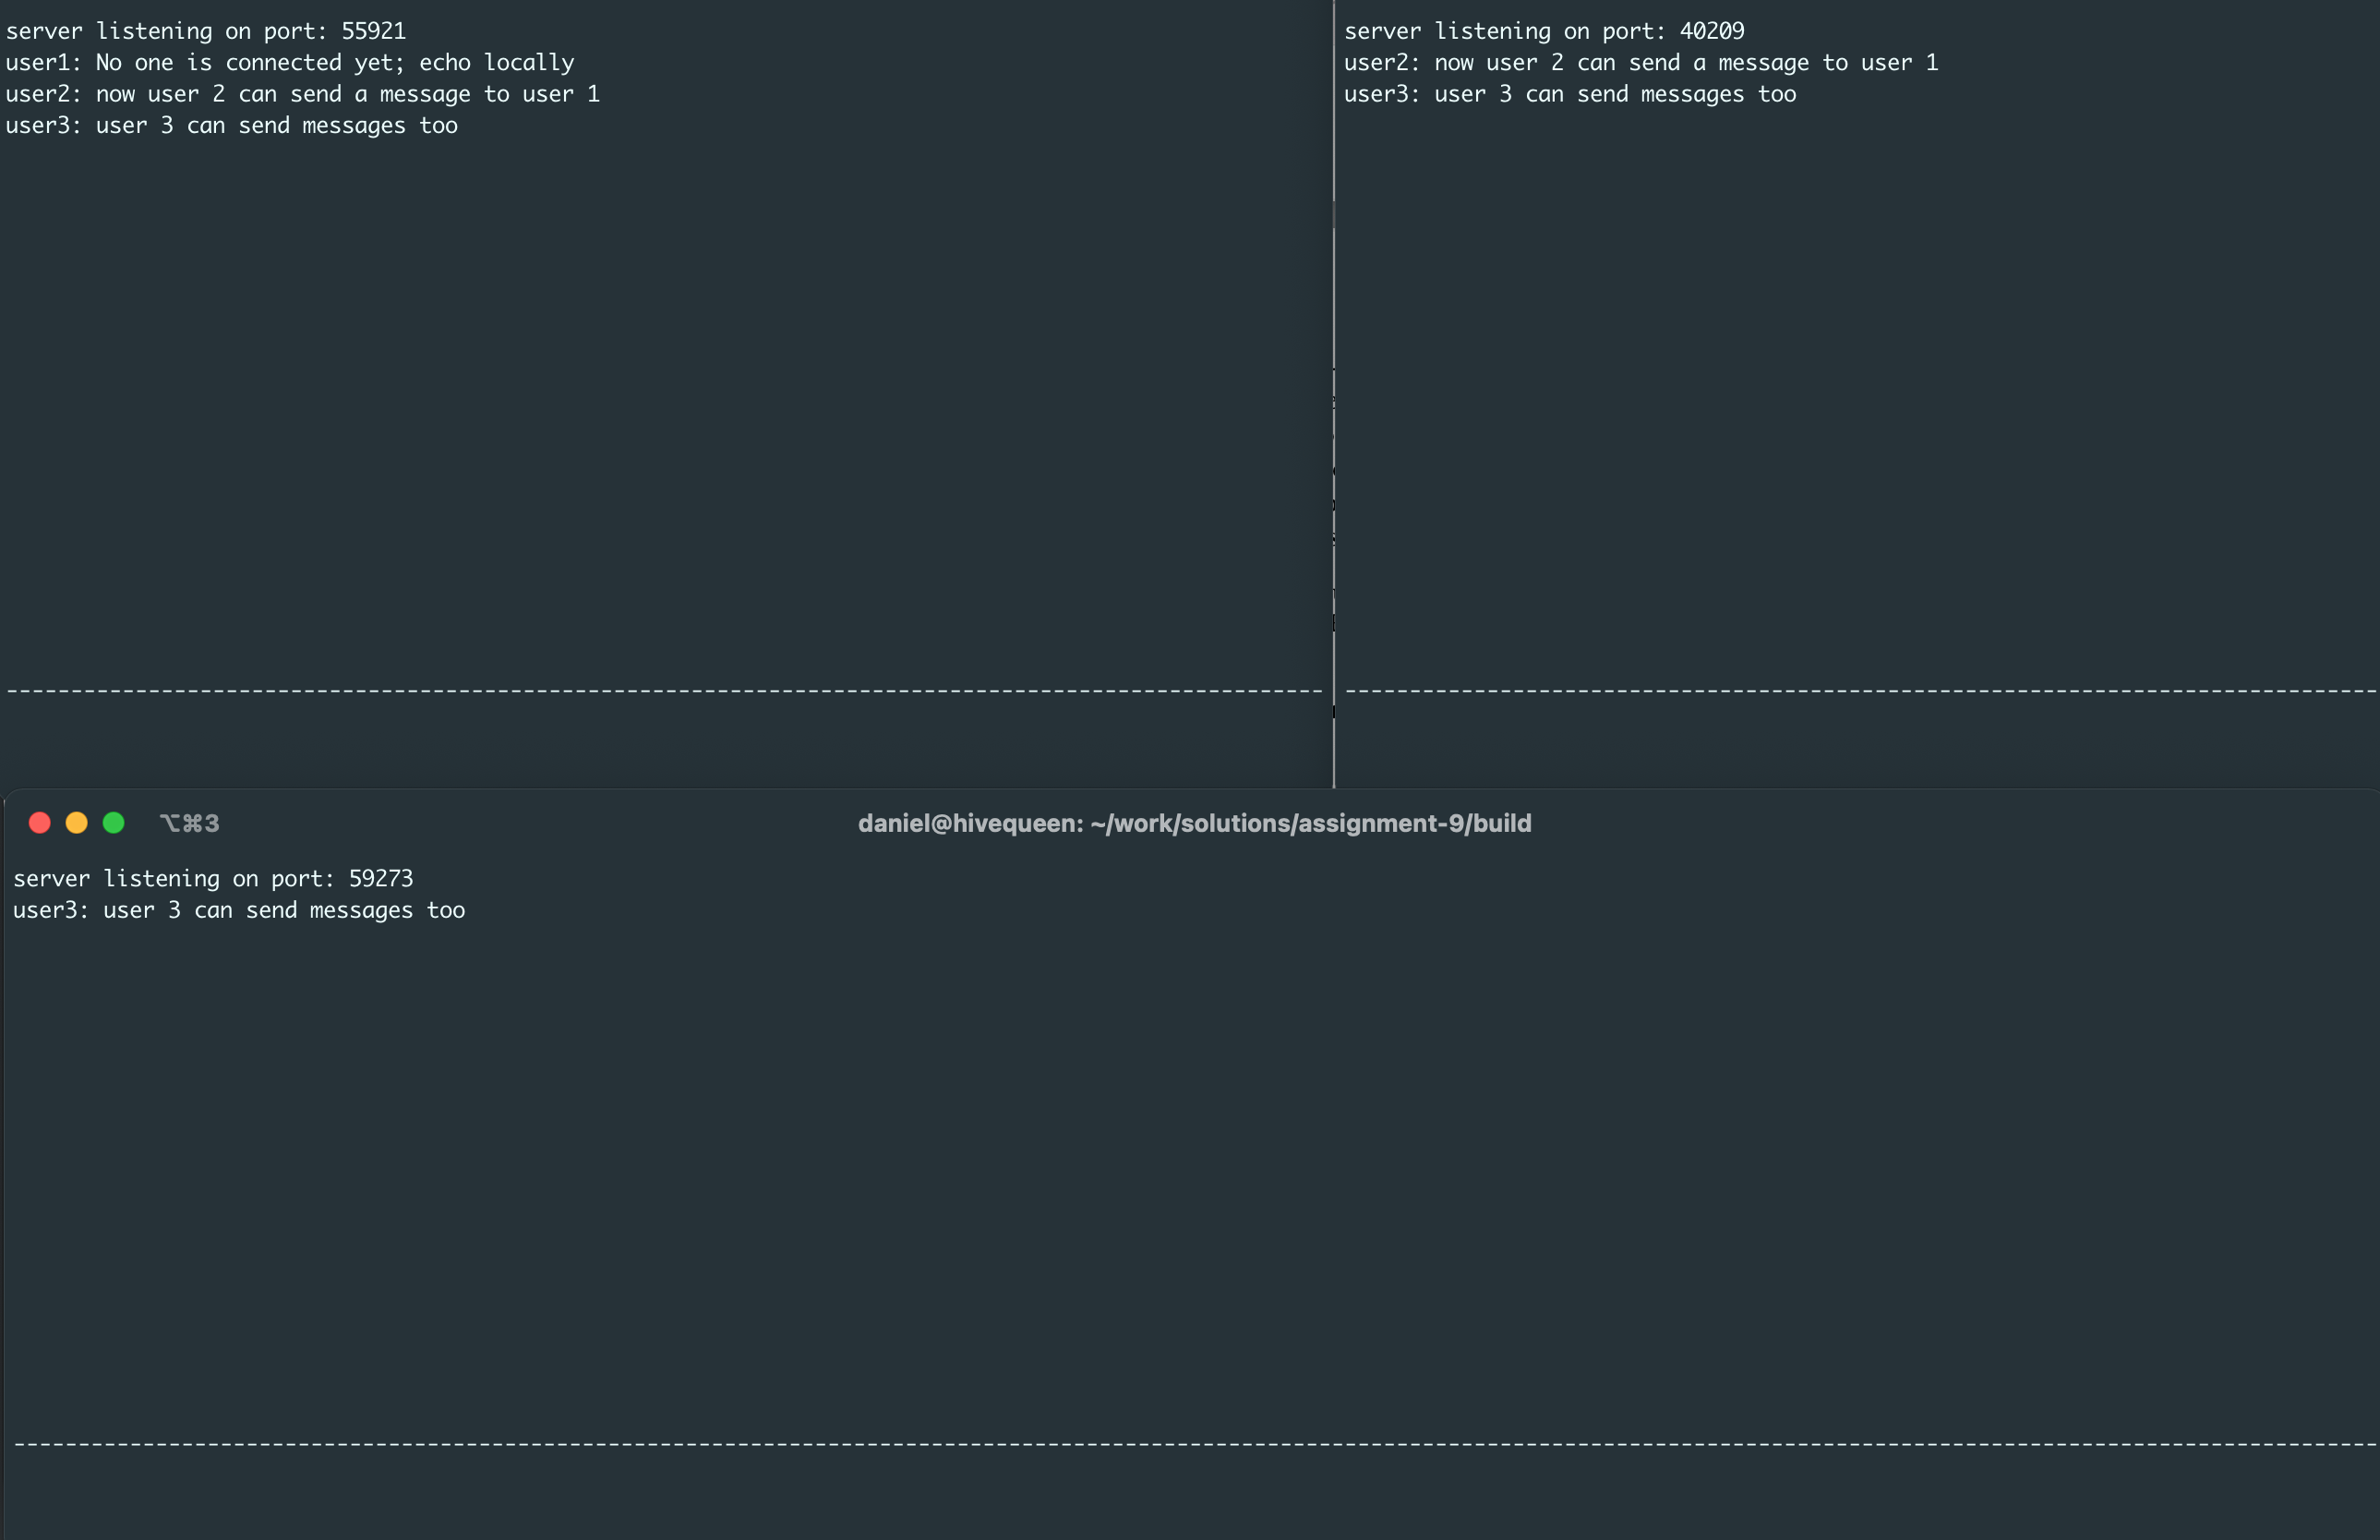 server listening on port: 55921
user1: No one is connected yet; echo locally
user2: now user 2 can send a message to user 1
user3: user 3 can send messages too
--------------------------------------------------------------------------------------------------------
server listening on port: 40209
user2: now user 2 can send a message to user 1
user3: user 3 can send messages too
--------------------------------------------------------------------------------
⌥⌘3 daniel@hivequeen: ~/work/solutions/assignment-9/build
server listening on port: 59273
user3: user 3 can send messages too
--------------------------------------------------------------------------------------------------------------------------------------------------------------------------------------